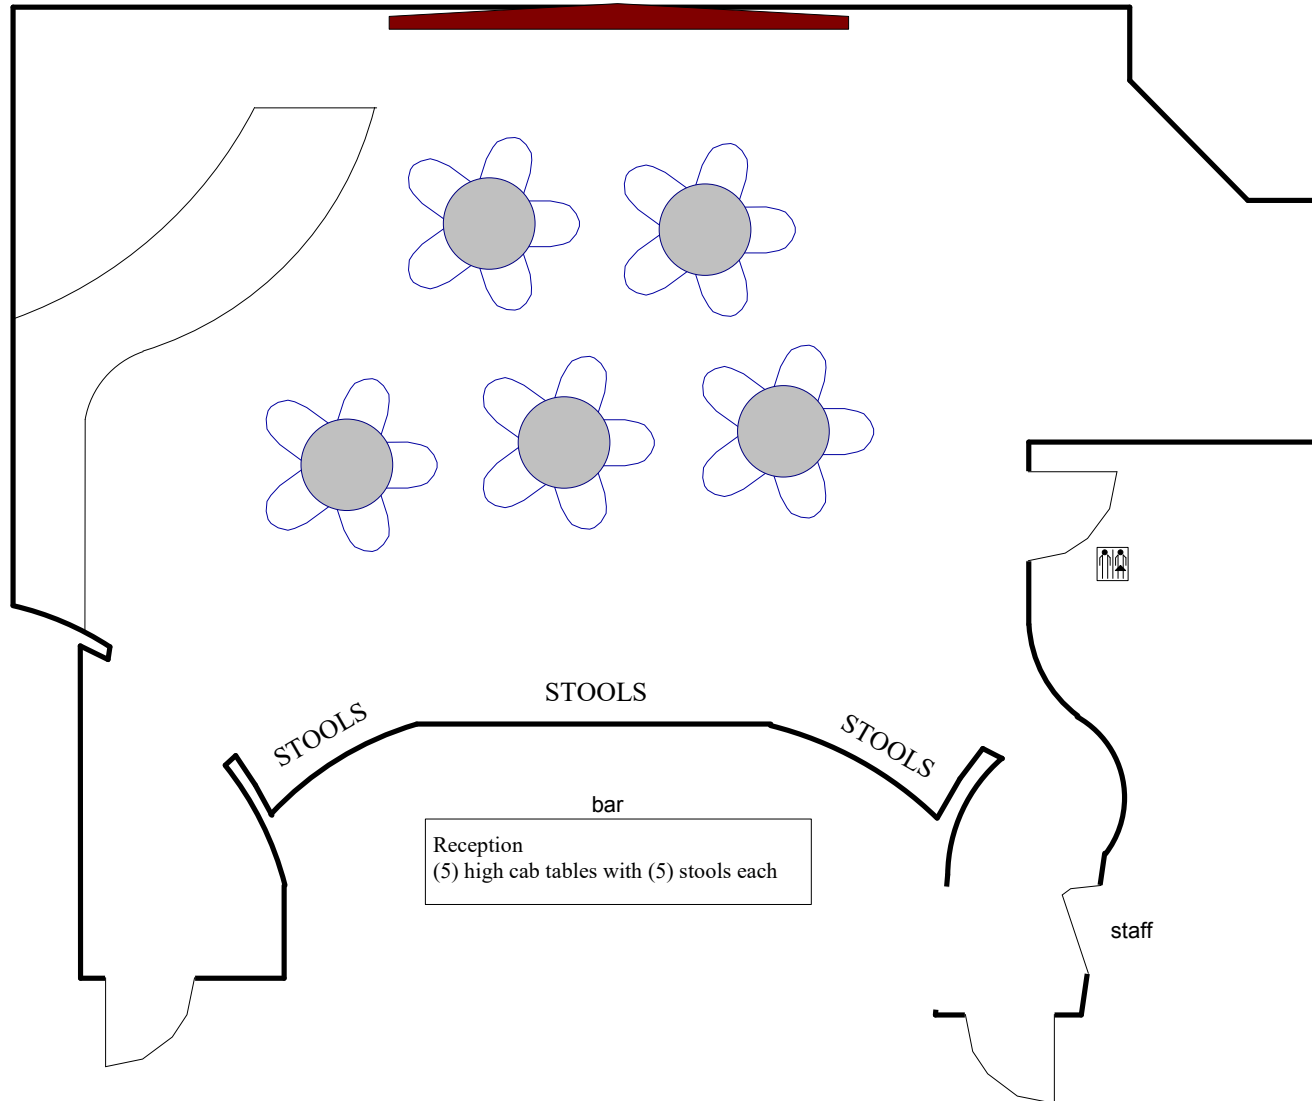 STOOLS
STOOLS
STOOLS
bar
Reception
(5) high cab tables with (5) stools each
staff